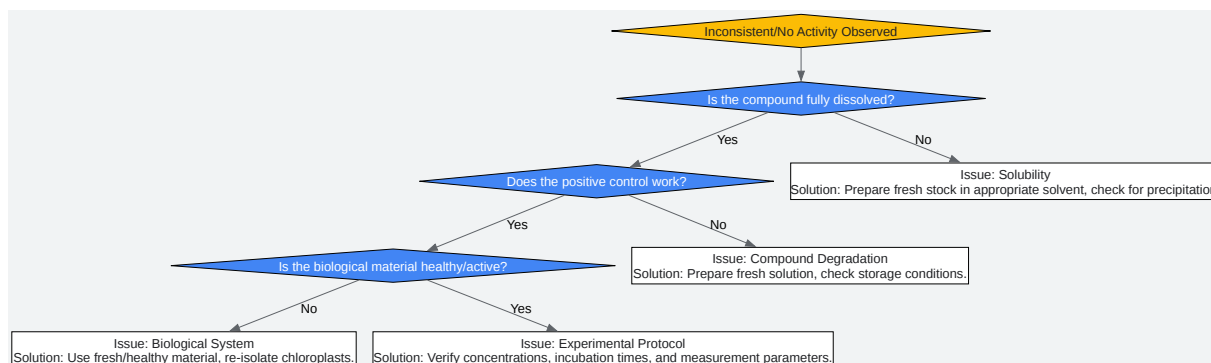 Inconsistent/No Activity Observed
Is the compound fully dissolved?
Yes
No
Does the positive control work?
Issue: Solubility
Solution: Prepare fresh stock in appropriate solvent, check for precipitation
Yes
No
Is the biological material healthy/active?
Issue: Compound Degradation
Solution: Prepare fresh solution, check storage conditions.
No
Yes
Issue: Biological System
Solution: Use fresh/healthy material, re-isolate chloroplasts.
Issue: Experimental Protocol
Solution: Verify concentrations, incubation times, and measurement parameters.